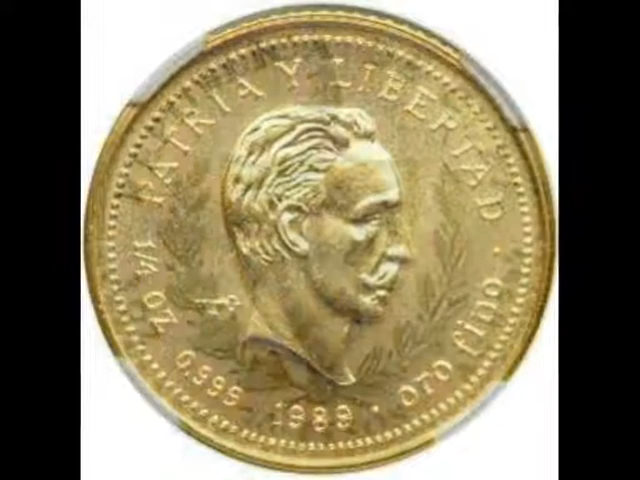 PATRIA Y LIBERTAD
1/4 OZ 0.999 · 1989 · oro fino ·